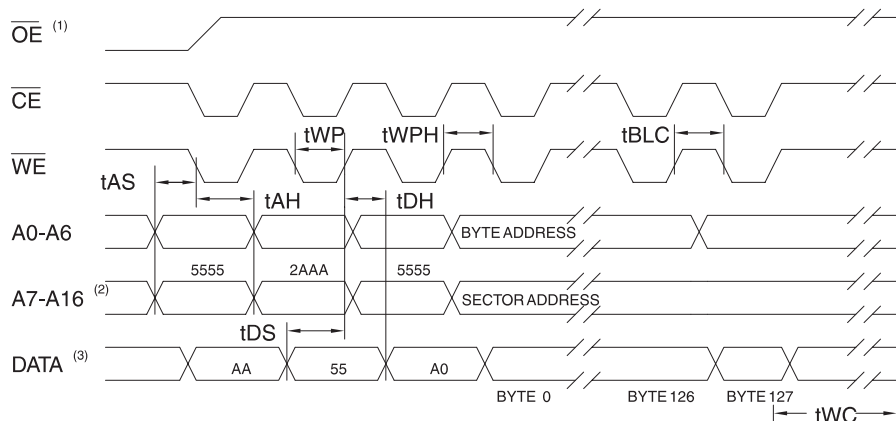 OE (1)
CE
tWP tWPH tBLC
WE
tAS tAH tDH
A0-A6 BYTE ADDRESS
5555 2AAA 5555
A7-A16 (2) SECTOR ADDRESS
tDS
DATA (3) AA 55 A0
BYTE 0 BYTE 126 BYTE 127
tWC